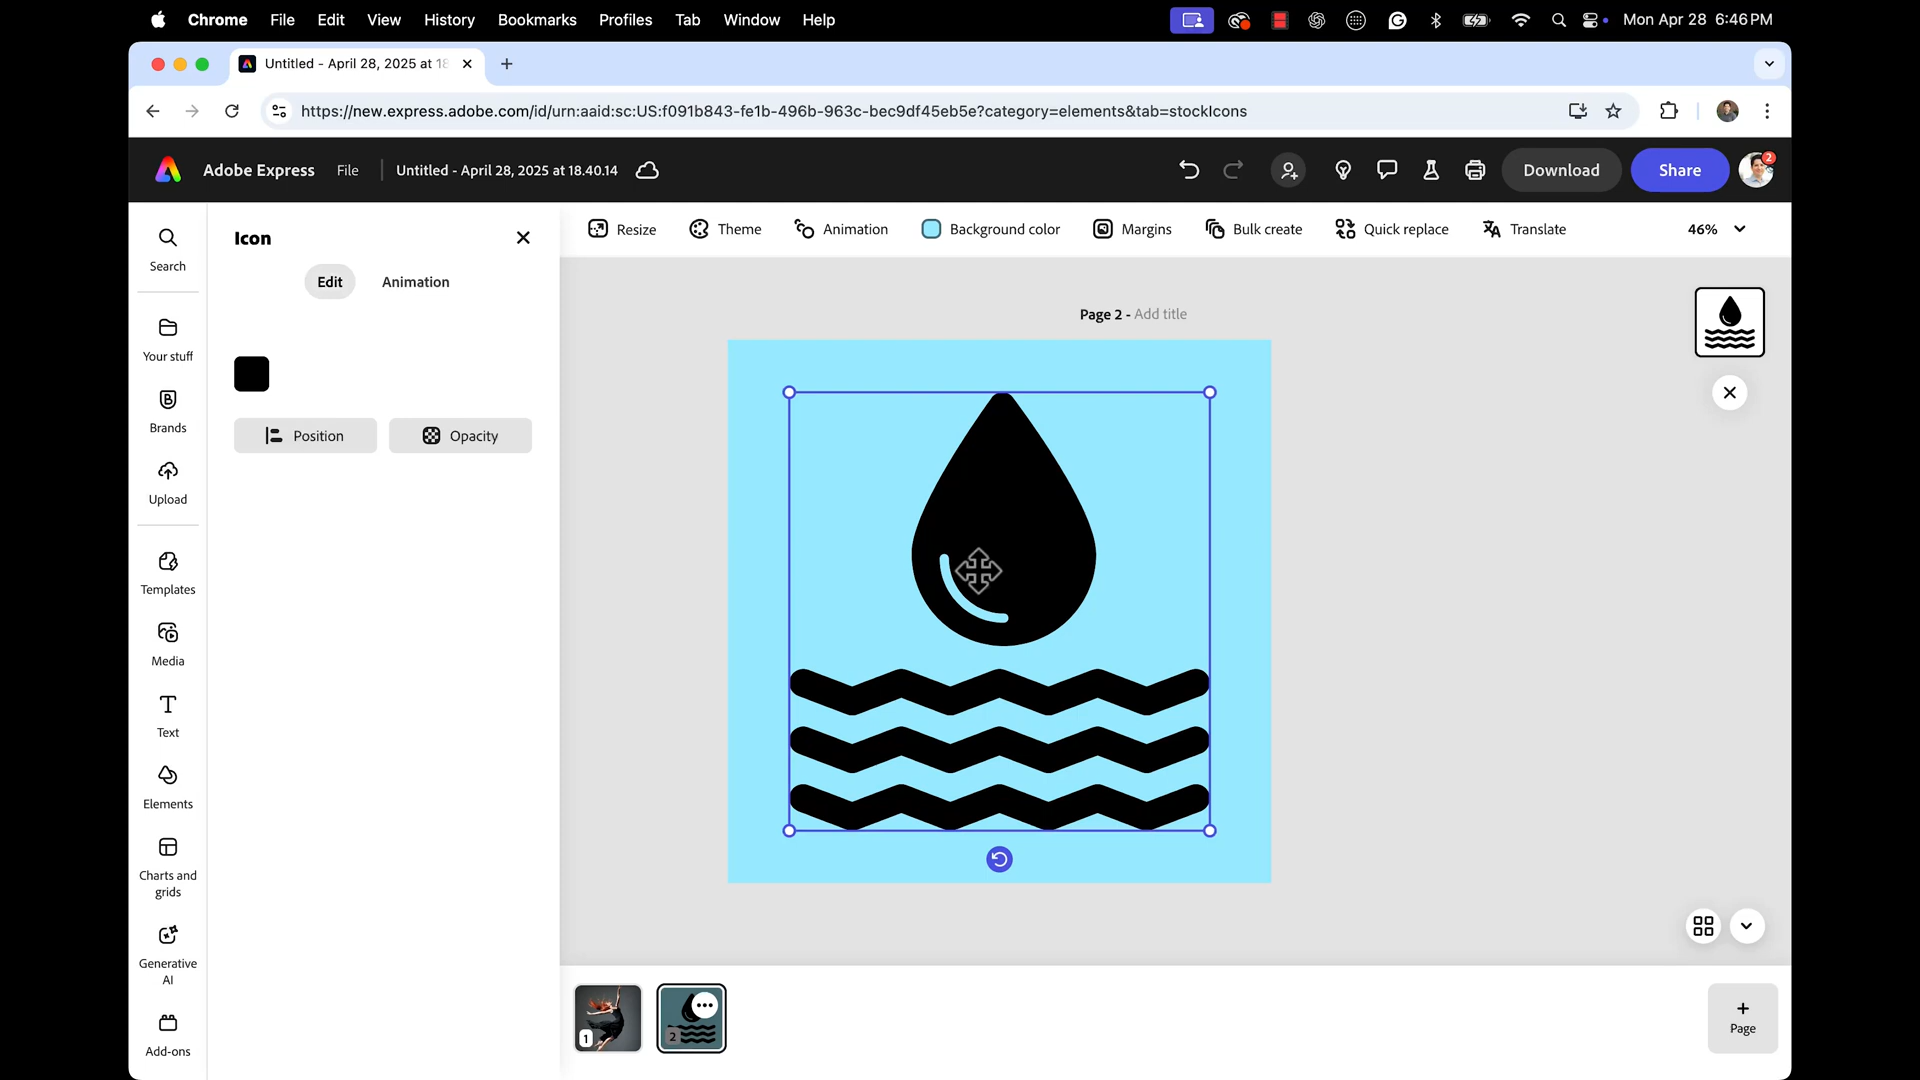 Chrome File Edit View History Bookmarks Profiles Tab Window Help Mon Apr 28 6:46 PM
Untitled - April 28, 2025 at 18
https://new.express.adobe.com/id/urn:aaid:sc:US:f091b843-fe1b-496b-963c-bec9df45eb5e?category=elements&tab=stockIcons
Adobe Express File Untitled - April 28, 2025 at 18.40.14 Download Share 2
Resize Theme Animation Background color Margins Bulk create Quick replace Translate 46%
Search
Your stuff
Brands
Upload
Templates
Media
Text
Elements
Charts and
grids
Generative
AI
Add-ons
Icon
Edit Animation
Position Opacity
Page 2 - Add title
1
2
Page